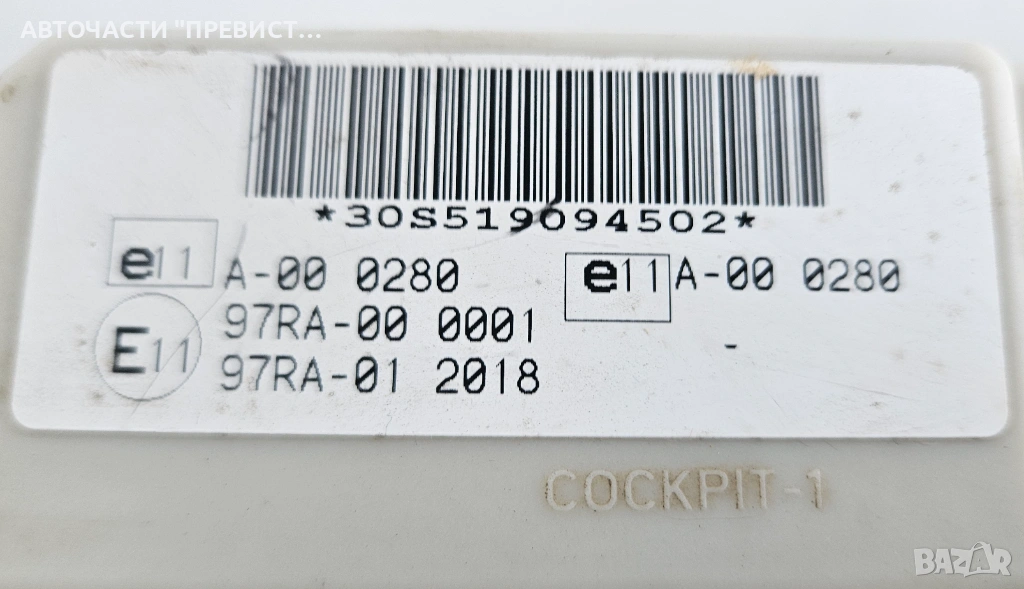 АВТОЧАСТИ "ПРЕВИСТ...
*30S519094502*
e11 A-00 0280 e11 A-00 0280
E11 97RA-00 0001
97RA-01 2018
COCKPIT-1
BAZAR